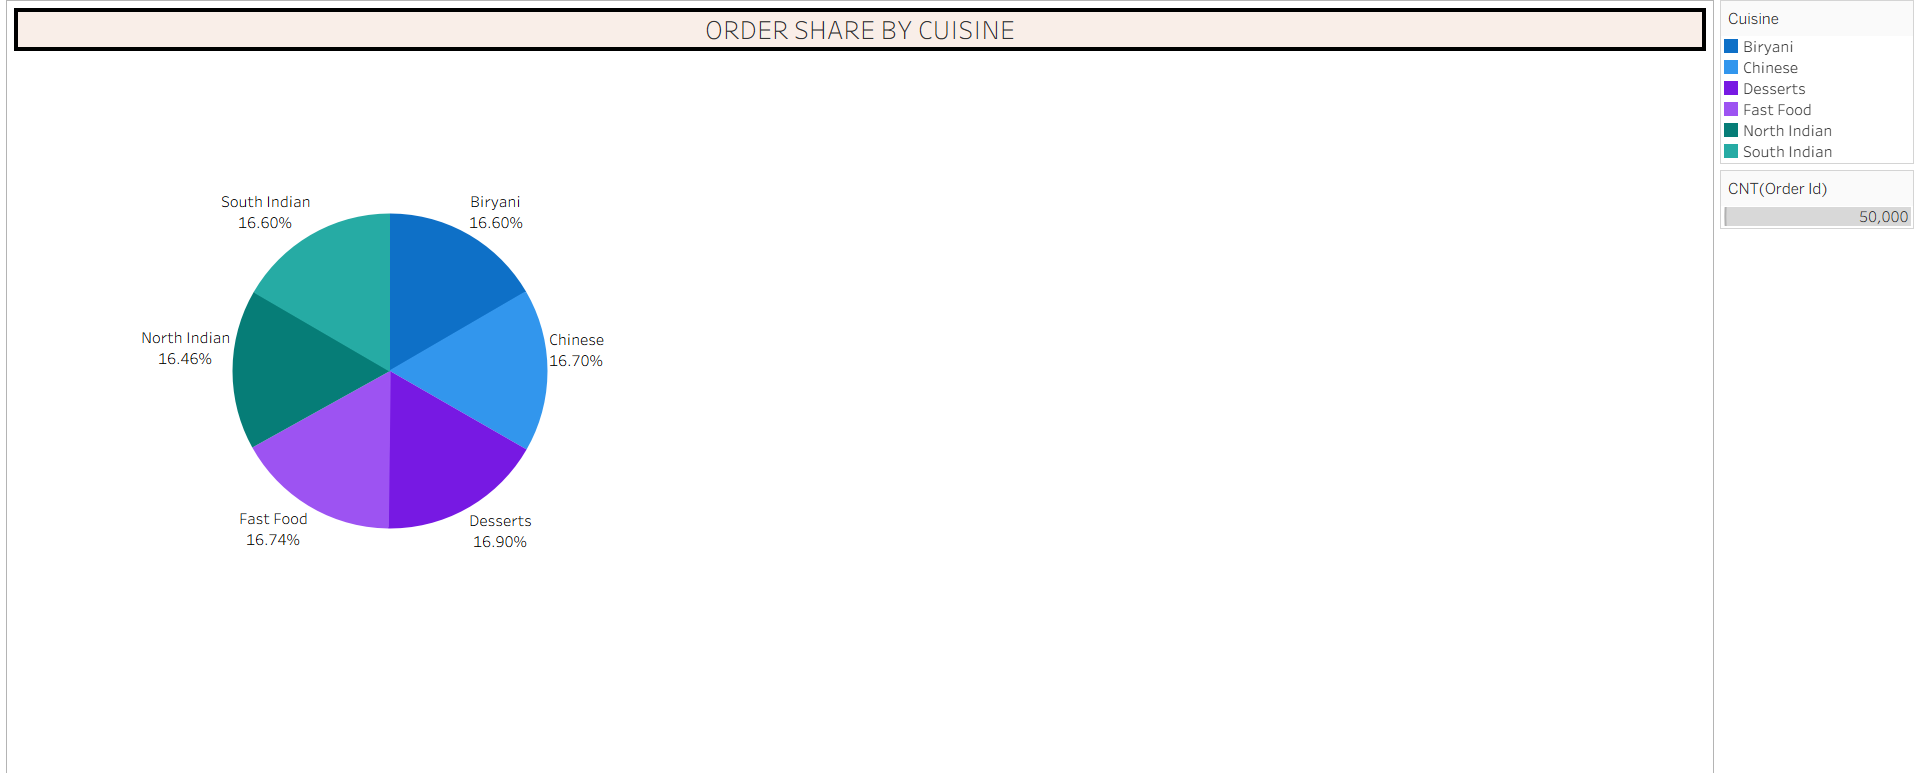 ORDER SHARE BY CUISINE
South Indian
16.60%
Biryani
16.60%
North Indian
16.46%
Chinese
16.70%
Fast Food
16.74%
Desserts
16.90%
Cuisine
Biryani
Chinese
Desserts
Fast Food
North Indian
South Indian
CNT(Order Id)
50,000